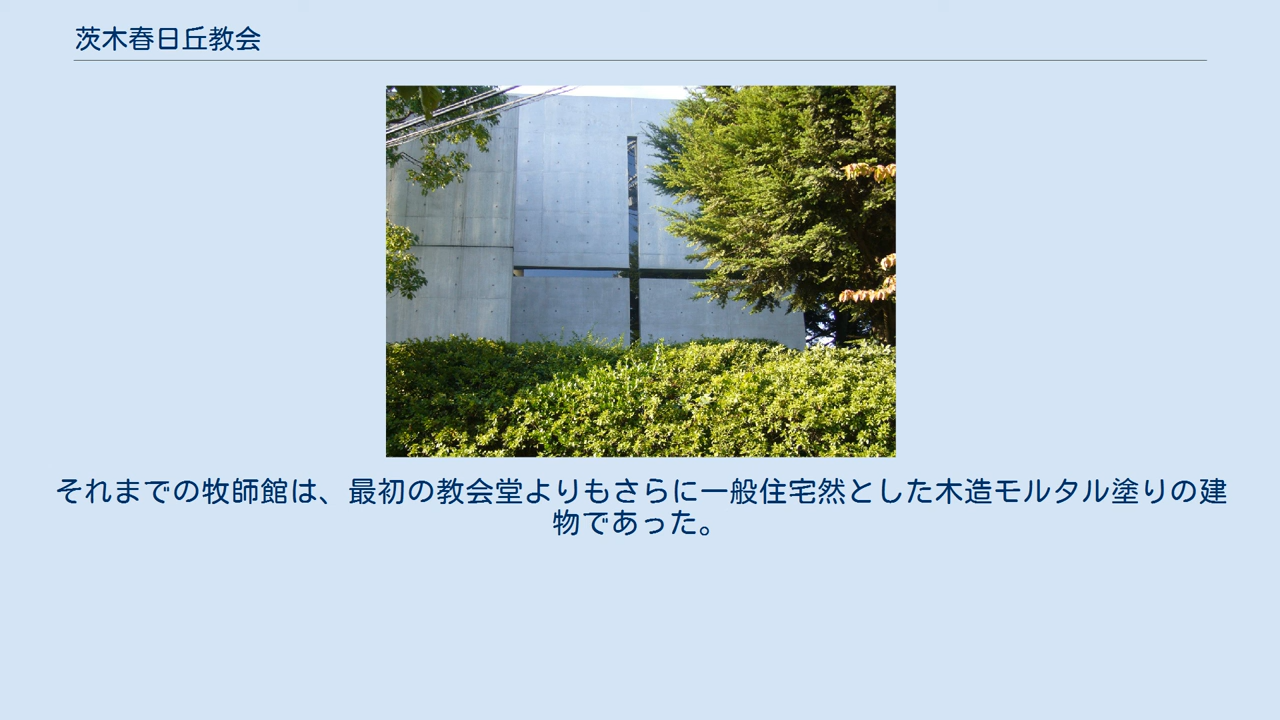 茨木春日丘教会
それまでの牧師館は、最初の教会堂よりもさらに一般住宅然とした木造モルタル塗りの建
物であった。